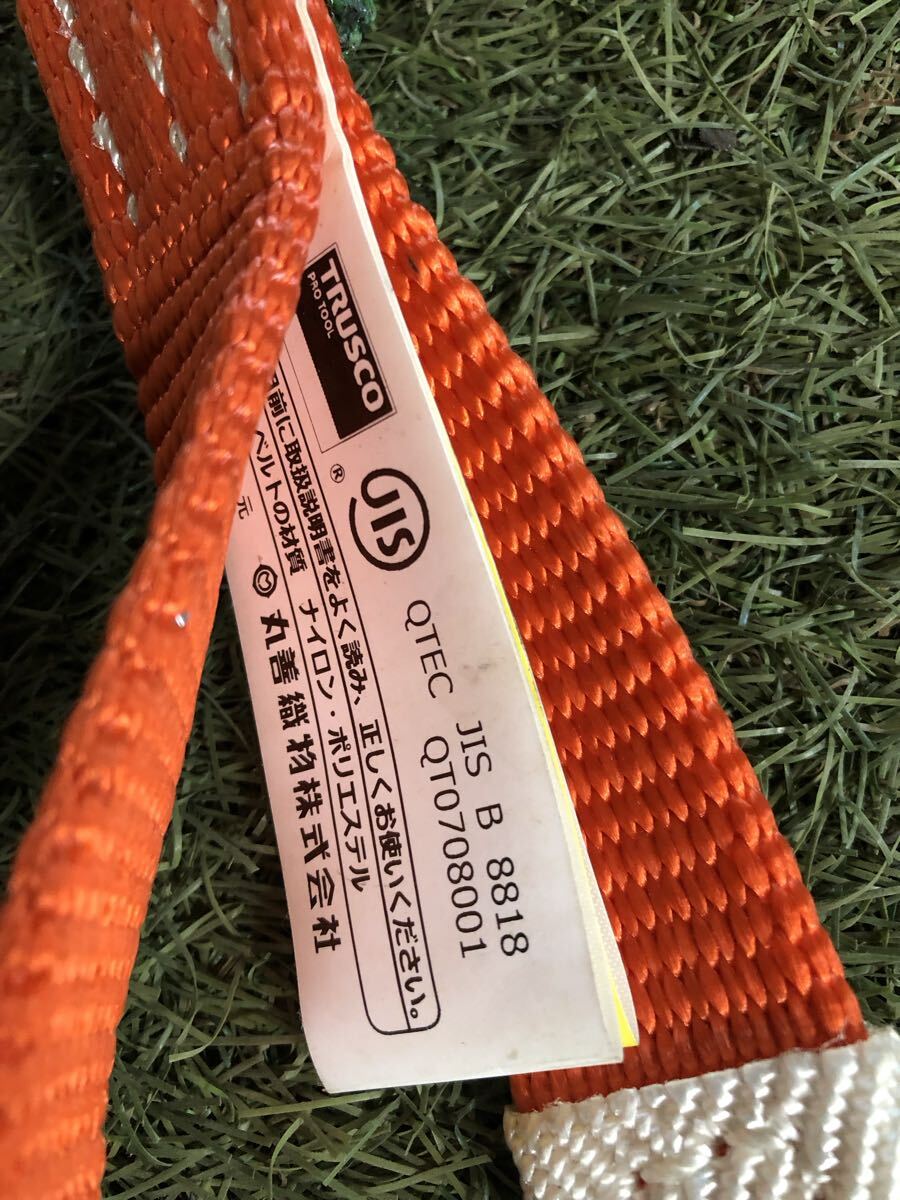 TRUSCO
PRO TOOL
®
JIS
JIS B 8818
QTEC QT0708001
前に取扱説明書をよく読み、正しくお使いください。
ベルトの材質 ナイロン・ポリエステル
元 丸善織物株式会社